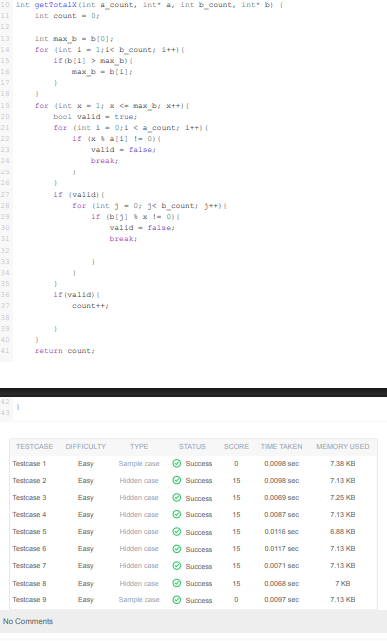 10 int getTotalX(int a_count, int* a, int b_count, int* b) {
11 int count = 0;
12
13 int max_b = b[0];
14 for (int i = 1;i< b_count; i++){
15 if(b[i] > max_b){
16 max_b = b[i];
17 }
18 }
19 for (int x = 1; x <= max_b; x++){
20 bool valid = true;
21 for (int i = 0;i < a_count; i++){
22 if (x % a[i] != 0){
23 valid = false;
24 break;
25 }
26 }
27 if (valid){
28 for (int j = 0; j< b_count; j++){
29 if (b[j] % x != 0){
30 valid = false;
31 break;
32
33 }
34 }
35 }
36 if(valid){
37 count++;
38
39 }
40 }
41 return count;
42
43 }
TESTCASE DIFFICULTY TYPE STATUS SCORE TIME TAKEN MEMORY USED
Testcase 1 Easy Sample case Success 0 0.0098 sec 7.38 KB
Testcase 2 Easy Hidden case Success 15 0.0098 sec 7.13 KB
Testcase 3 Easy Hidden case Success 15 0.0069 sec 7.25 KB
Testcase 4 Easy Hidden case Success 15 0.0087 sec 7.13 KB
Testcase 5 Easy Hidden case Success 15 0.0116 sec 6.88 KB
Testcase 6 Easy Hidden case Success 15 0.0117 sec 7.13 KB
Testcase 7 Easy Hidden case Success 15 0.0071 sec 7.13 KB
Testcase 8 Easy Hidden case Success 15 0.0068 sec 7 KB
Testcase 9 Easy Sample case Success 0 0.0097 sec 7.13 KB
No Comments